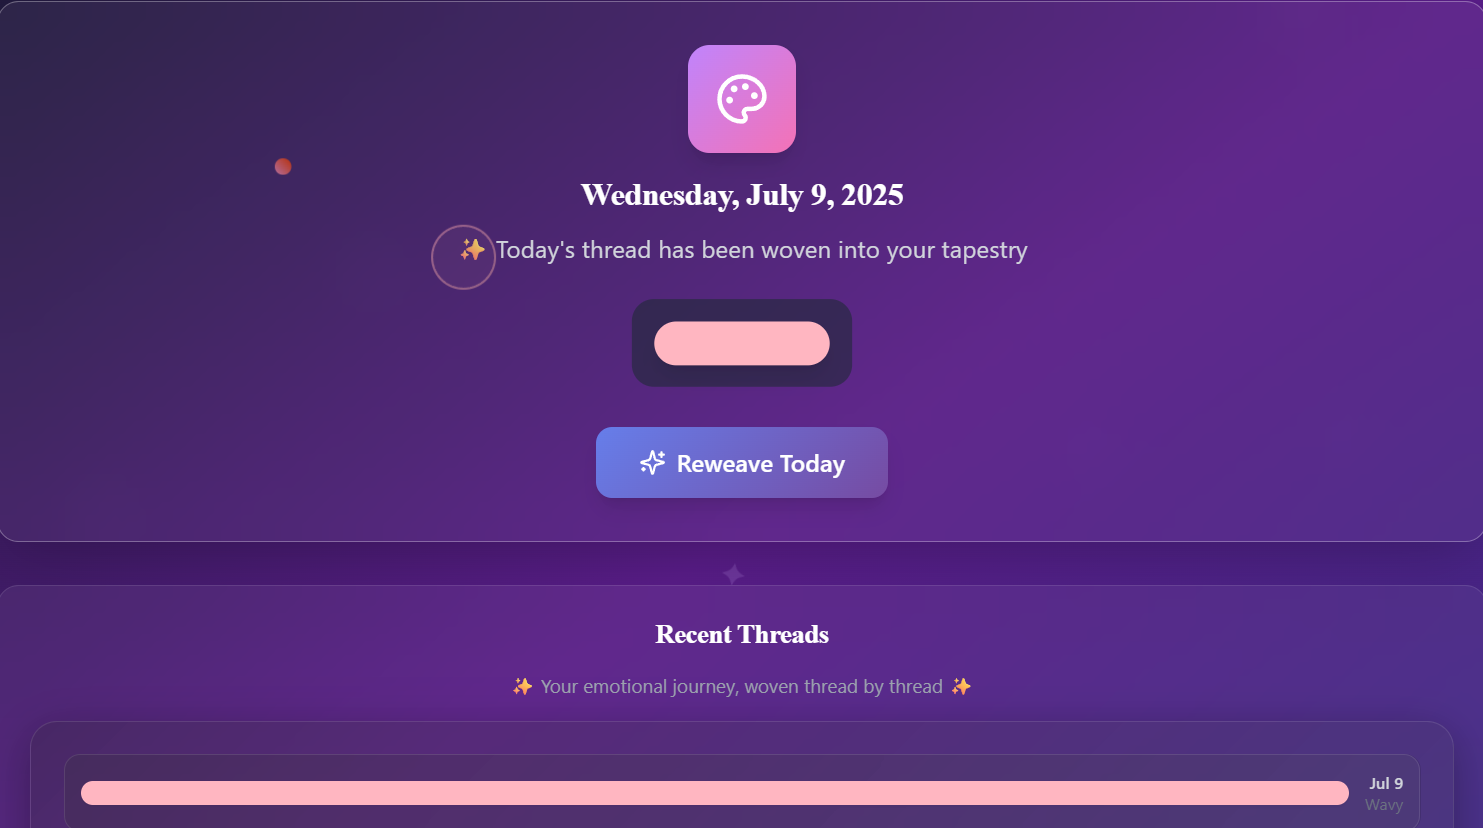 Wednesday, July 9, 2025
✨ Today's thread has been woven into your tapestry
Reweave Today
Recent Threads
✨ Your emotional journey, woven thread by thread ✨
Jul 9
Wavy